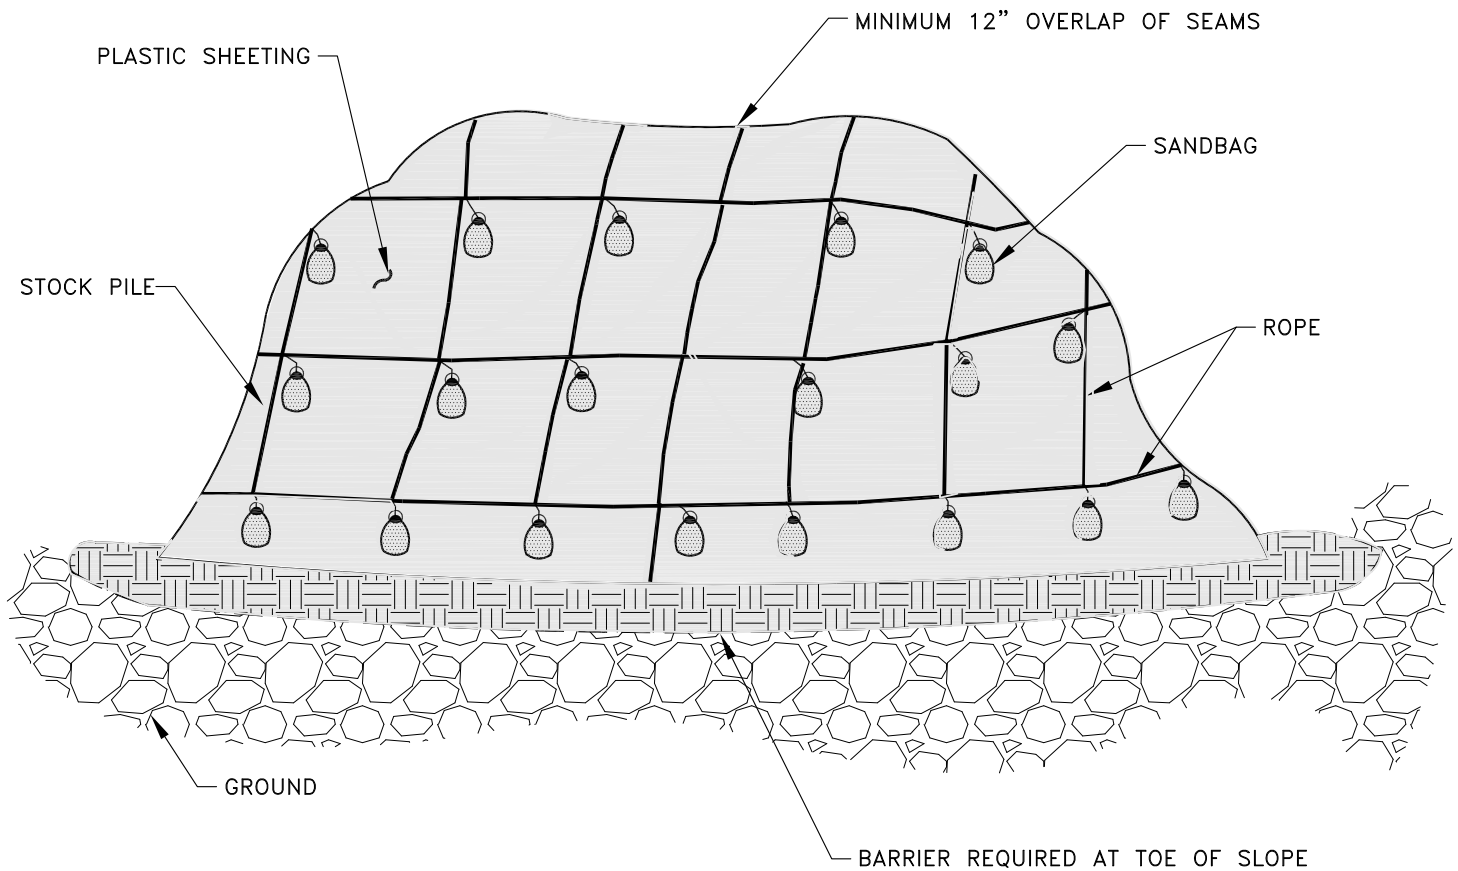 MINIMUM 12” OVERLAP OF SEAMS
PLASTIC SHEETING
SANDBAG
STOCK PILE
ROPE
GROUND
BARRIER REQUIRED AT TOE OF SLOPE